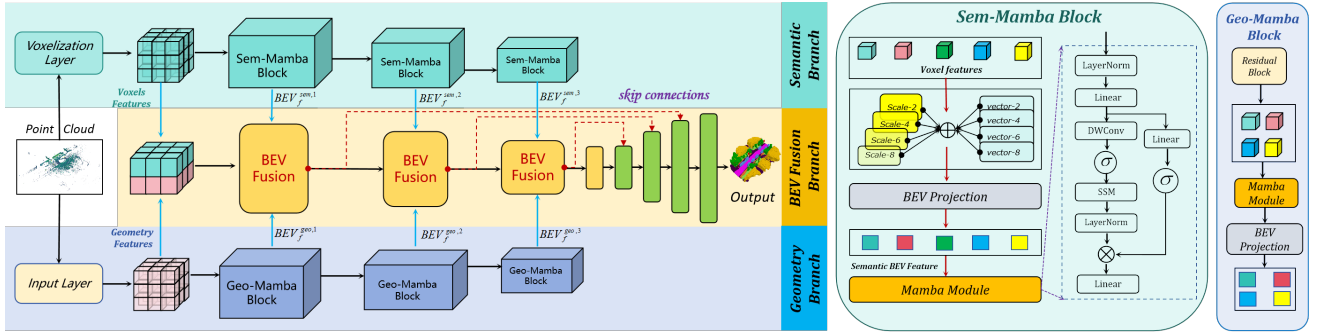 Voxelization
Layer
Voxels
Features
Sem-Mamba
Block
Sem-Mamba
Block
Sem-Mamba
Block
Semantic
Branch
BEV_f^{sem,1}
BEV_f^{sem,2}
BEV_f^{sem,3}
skip connections
Point Cloud
BEV
Fusion
BEV
Fusion
BEV
Fusion
Output
BEV Fusion
Branch
Geometry
Features
BEV_f^{geo,1}
BEV_f^{geo,2}
BEV_f^{geo,3}
Input Layer
Geo-Mamba
Block
Geo-Mamba
Block
Geo-Mamba
Block
Geometry
Branch
Sem-Mamba Block
Voxel features
Scale-2
Scale-4
Scale-6
Scale-8
vector-2
vector-4
vector-6
vector-8
BEV Projection
Semantic BEV Feature
Mamba Module
LayerNorm
Linear
DWConv
Linear
σ
σ
SSM
LayerNorm
Linear
Geo-Mamba
Block
Residual
Block
Mamba
Module
BEV
Projection